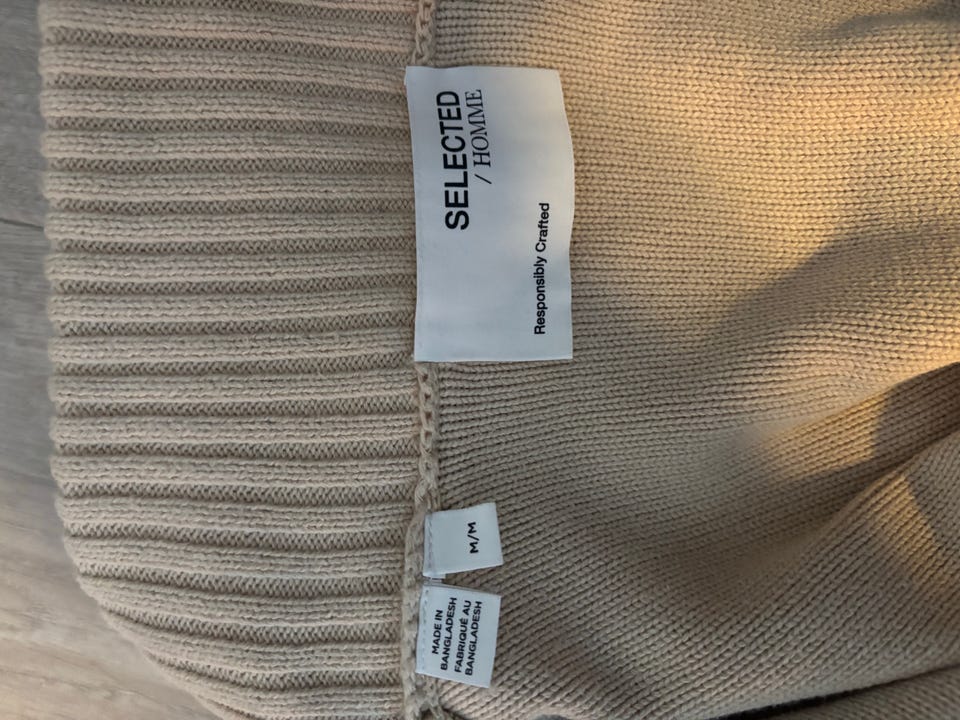 SELECTED
/ HOMME
Responsibly Crafted
M/M
MADE IN
BANGLADESH
FABRIQUÉ AU
BANGLADESH